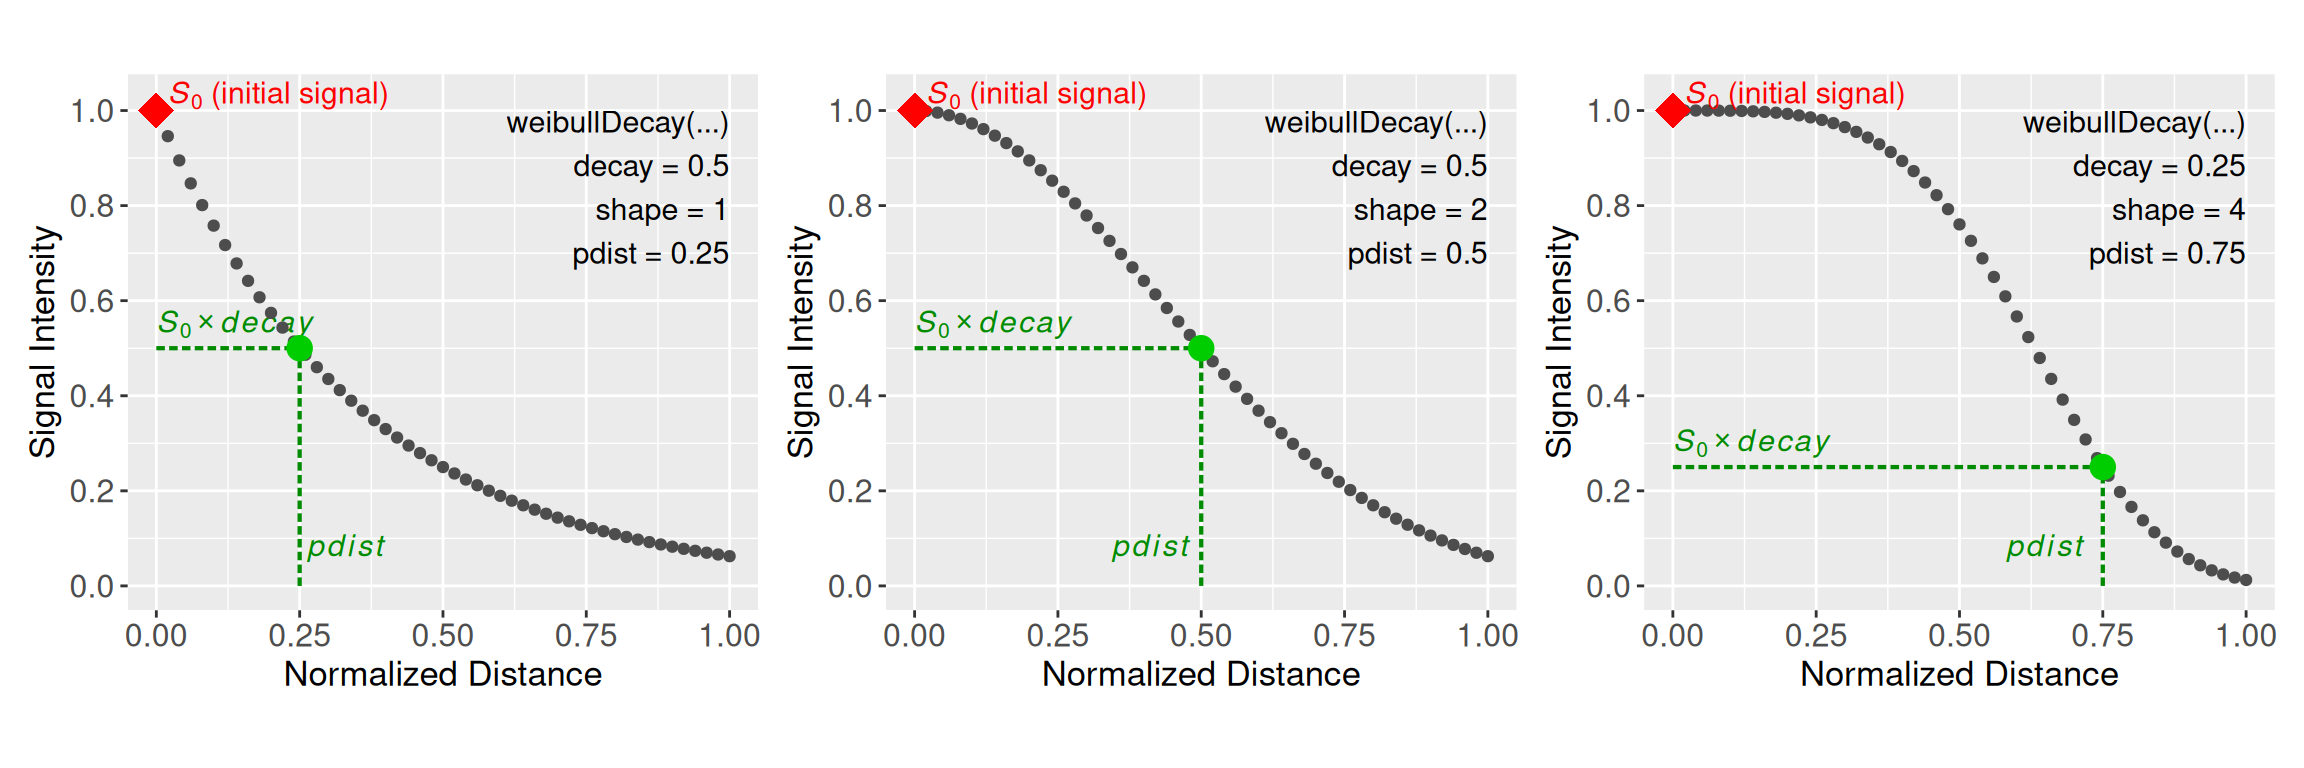 S0 (initial signal)
weibullDecay(...)
decay = 0.5
shape = 1
pdist = 0.25
S0 × decay
pdist
1.0
0.8
0.6
0.4
0.2
0.0
Signal Intensity
0.00 0.25 0.50 0.75 1.00
Normalized Distance
S0 (initial signal)
weibullDecay(...)
decay = 0.5
shape = 2
pdist = 0.5
S0 × decay
pdist
1.0
0.8
0.6
0.4
0.2
0.0
Signal Intensity
0.00 0.25 0.50 0.75 1.00
Normalized Distance
S0 (initial signal)
weibullDecay(...)
decay = 0.25
shape = 4
pdist = 0.75
S0 × decay
pdist
1.0
0.8
0.6
0.4
0.2
0.0
Signal Intensity
0.00 0.25 0.50 0.75 1.00
Normalized Distance